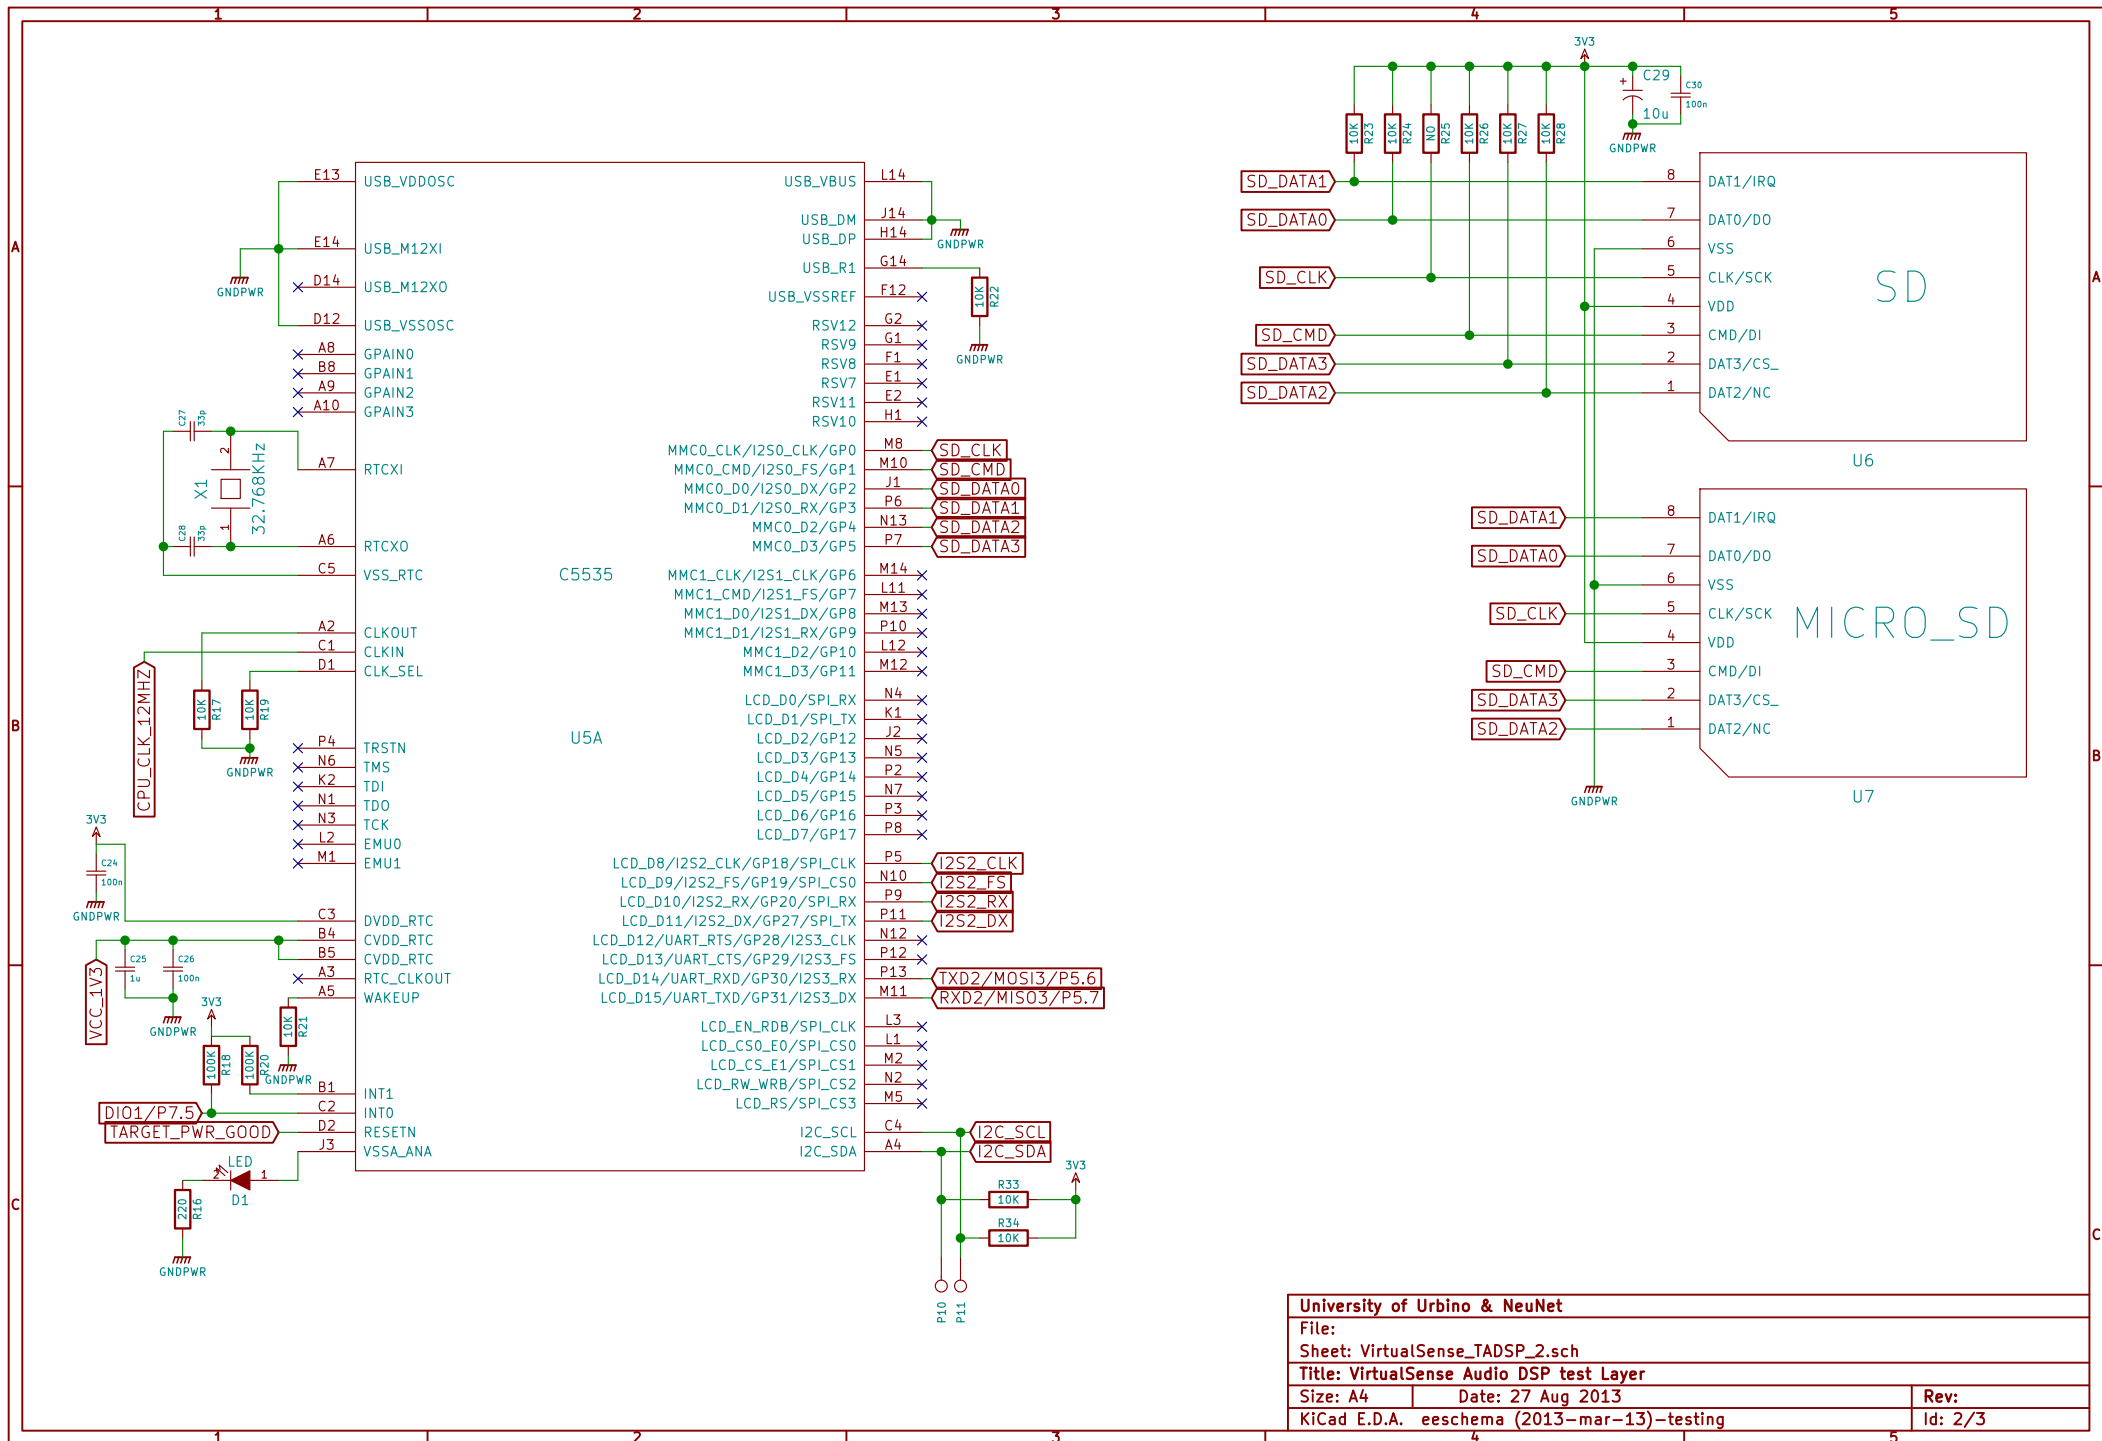 1 2 3 4 5
A
B
C
A
B
C
1 2 3 4 5
E13 USB_VDDOSC
E14 USB_M12XI
D14 USB_M12XO
D12 USB_VSSOSC
A8 GPAIN0
B8 GPAIN1
A9 GPAIN2
A10 GPAIN3
A7 RTCXI
A6 RTCXO
C5 VSS_RTC
A2 CLKOUT
C1 CLKIN
D1 CLK_SEL
P4 TRSTN
N6 TMS
K2 TDI
N1 TDO
N3 TCK
L2 EMU0
M1 EMU1
C3 DVDD_RTC
B4 CVDD_RTC
B5 CVDD_RTC
A3 RTC_CLKOUT
A5 WAKEUP
B1 INT1
C2 INT0
D2 RESETN
J3 VSSA_ANA
GNDPWR
C27 33p
2
X1
32.768KHz
1
C28 33p
CPU_CLK_12MHZ
10K R17
10K R19
GNDPWR
3V3
C24
100n
GNDPWR
VCC_1V3
C25
1u
C26
100n
GNDPWR
3V3
10K R21
GNDPWR
100K R18
100K R20
DIO1/P7.5
TARGET_PWR_GOOD
LED
2 1
D1
220 R16
GNDPWR
C5535
U5A
USB_VBUS L14
USB_DM J14
USB_DP H14
USB_R1 G14
USB_VSSREF F12
RSV12 G2
RSV9 G1
RSV8 F1
RSV7 E1
RSV11 E2
RSV10 H1
MMC0_CLK/I2S0_CLK/GP0 M8 SD_CLK
MMC0_CMD/I2S0_FS/GP1 M10 SD_CMD
MMC0_D0/I2S0_DX/GP2 J1 SD_DATA0
MMC0_D1/I2S0_RX/GP3 P6 SD_DATA1
MMC0_D2/GP4 N13 SD_DATA2
MMC0_D3/GP5 P7 SD_DATA3
MMC1_CLK/I2S1_CLK/GP6 M14
MMC1_CMD/I2S1_FS/GP7 L11
MMC1_D0/I2S1_DX/GP8 M13
MMC1_D1/I2S1_RX/GP9 P10
MMC1_D2/GP10 L12
MMC1_D3/GP11 M12
LCD_D0/SPI_RX N4
LCD_D1/SPI_TX K1
LCD_D2/GP12 J2
LCD_D3/GP13 N5
LCD_D4/GP14 P2
LCD_D5/GP15 N7
LCD_D6/GP16 P3
LCD_D7/GP17 P8
LCD_D8/I2S2_CLK/GP18/SPI_CLK P5 I2S2_CLK
LCD_D9/I2S2_FS/GP19/SPI_CS0 N10 I2S2_FS
LCD_D10/I2S2_RX/GP20/SPI_RX P9 I2S2_RX
LCD_D11/I2S2_DX/GP27/SPI_TX P11 I2S2_DX
LCD_D12/UART_RTS/GP28/I2S3_CLK N12
LCD_D13/UART_CTS/GP29/I2S3_FS P12
LCD_D14/UART_RXD/GP30/I2S3_RX P13 TXD2/MOSI3/P5.6
LCD_D15/UART_TXD/GP31/I2S3_DX M11 RXD2/MISO3/P5.7
LCD_EN_RDB/SPI_CLK L3
LCD_CS0_E0/SPI_CS0 L1
LCD_CS_E1/SPI_CS1 M2
LCD_RW_WRB/SPI_CS2 N2
LCD_RS/SPI_CS3 M5
I2C_SCL C4 I2C_SCL
I2C_SDA A4 I2C_SDA
GNDPWR
10K R22
GNDPWR
3V3
R33
10K
R34
10K
P10 P11
3V3
10K R23
10K R24
NO R25
10K R26
10K R27
10K R28
+ C29
10u
C30
100n
GNDPWR
SD_DATA1 8 DAT1/IRQ
SD_DATA0 7 DAT0/DO
6 VSS
SD_CLK 5 CLK/SCK
4 VDD
SD_CMD 3 CMD/DI
SD_DATA3 2 DAT3/CS_
SD_DATA2 1 DAT2/NC
SD
U6
SD_DATA1 8 DAT1/IRQ
SD_DATA0 7 DAT0/DO
6 VSS
SD_CLK 5 CLK/SCK
4 VDD
SD_CMD 3 CMD/DI
SD_DATA3 2 DAT3/CS_
SD_DATA2 1 DAT2/NC
MICRO_SD
GNDPWR
U7
University of Urbino & NeuNet
File:
Sheet: VirtualSense_TADSP_2.sch
Title: VirtualSense Audio DSP test Layer
Size: A4 Date: 27 Aug 2013 Rev:
KiCad E.D.A. eeschema (2013-mar-13)-testing Id: 2/3